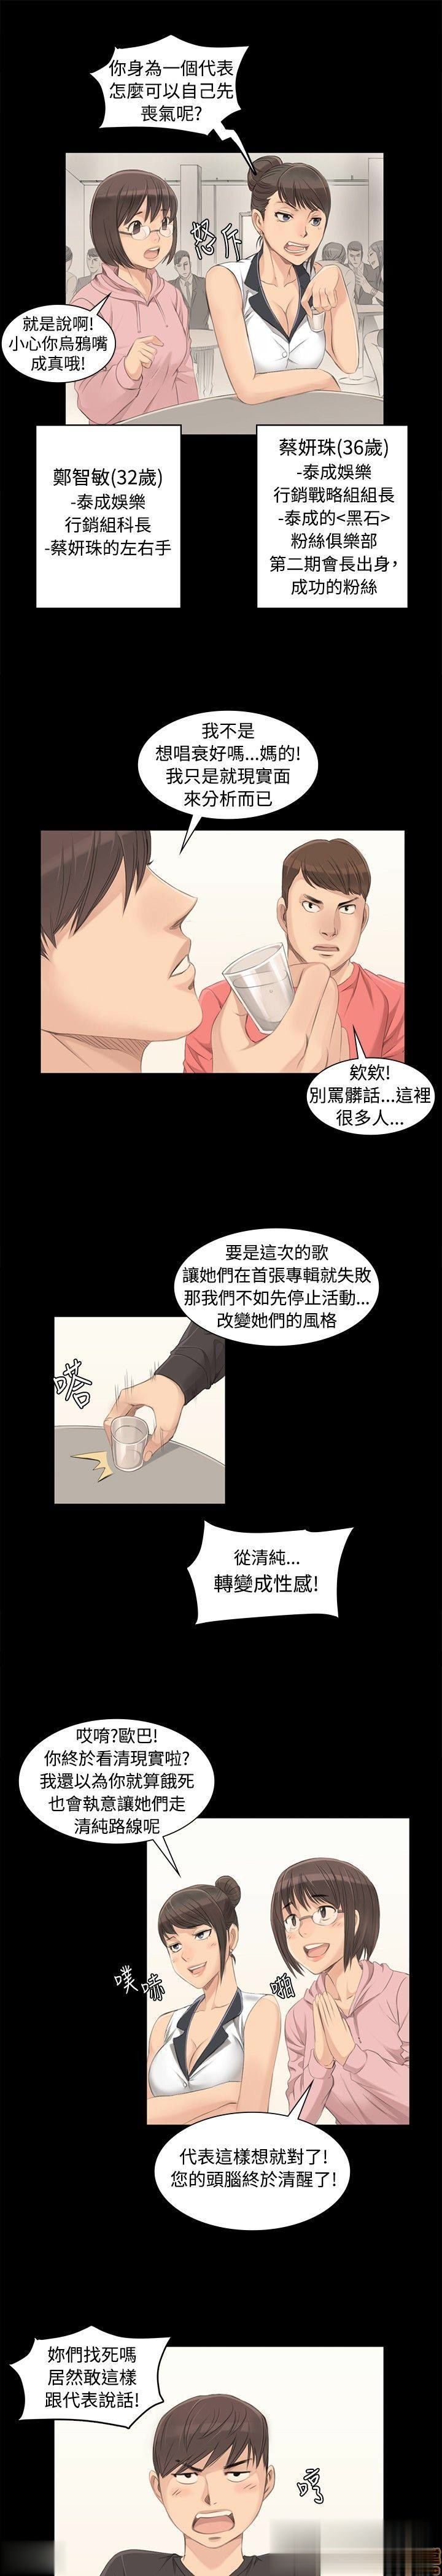 你身為一個代表
怎麼可以自己先
喪氣呢?
怒斥
就是說啊!
小心你烏鴉嘴
成真哦!
鄭智敏(32歲)
-泰成娛樂
行銷組科長
-蔡妍珠的左右手
蔡妍珠(36歲)
-泰成娛樂
行銷戰略組組長
-泰成的<黑石>
粉絲俱樂部
第二期會長出身,
成功的粉絲
我不是
想唱衰好嗎...媽的!
我只是就現實面
來分析而已
欸欸!
別罵髒話...這裡
很多人...
要是這次的歌
讓她們在首張專輯就失敗
那我們不如先停止活動...
改變她們的風格
嗒
從清純...
轉變成性感!
哎唷?歐巴!
你終於看清現實啦?
我還以為你就算餓死
也會執意讓她們走
清純路線呢
噗哧
啪
代表這樣想就對了!
您的頭腦終於清醒了!
妳們找死嗎
居然敢這樣
跟代表說話!
哼